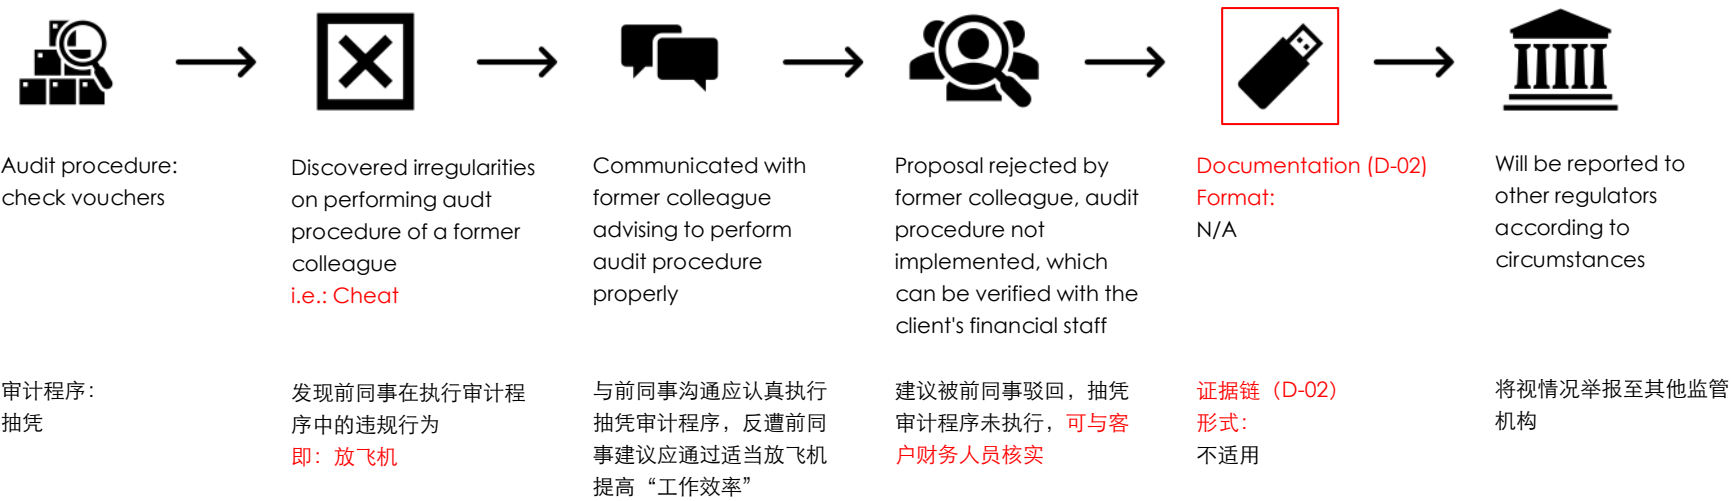 Audit procedure:
check vouchers
Discovered irregularities
on performing audt
procedure of a former
colleague
i.e.: Cheat
Communicated with
former colleague
advising to perform
audit procedure
properly
Proposal rejected by
former colleague, audit
procedure not
implemented, which
can be verified with the
client's financial staff
Documentation (D-02)
Format:
N/A
Will be reported to
other regulators
according to
circumstances
审计程序：
抽凭
发现前同事在执行审计程
序中的违规行为
即：放飞机
与前同事沟通应认真执行
抽凭审计程序，反遭前同
事建议应通过适当放飞机
提高“工作效率”
建议被前同事驳回，抽凭
审计程序未执行，可与客
户财务人员核实
证据链（D-02）
形式：
不适用
将视情况举报至其他监管
机构